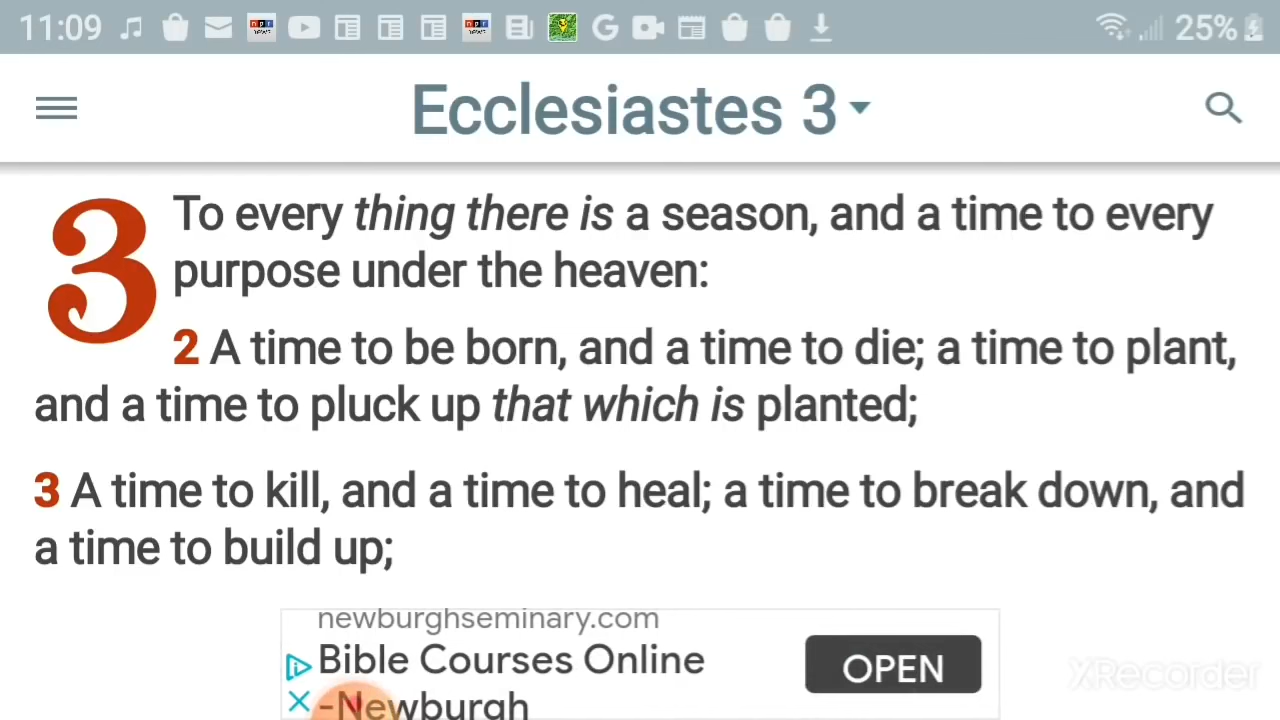 11:09 25%
Ecclesiastes 3
3 To every thing there is a season, and a time to every
purpose under the heaven:
2 A time to be born, and a time to die; a time to plant,
and a time to pluck up that which is planted;
3 A time to kill, and a time to heal; a time to break down, and
a time to build up;
newburghseminary.com
Bible Courses Online
-Newburgh
OPEN
XRecorder